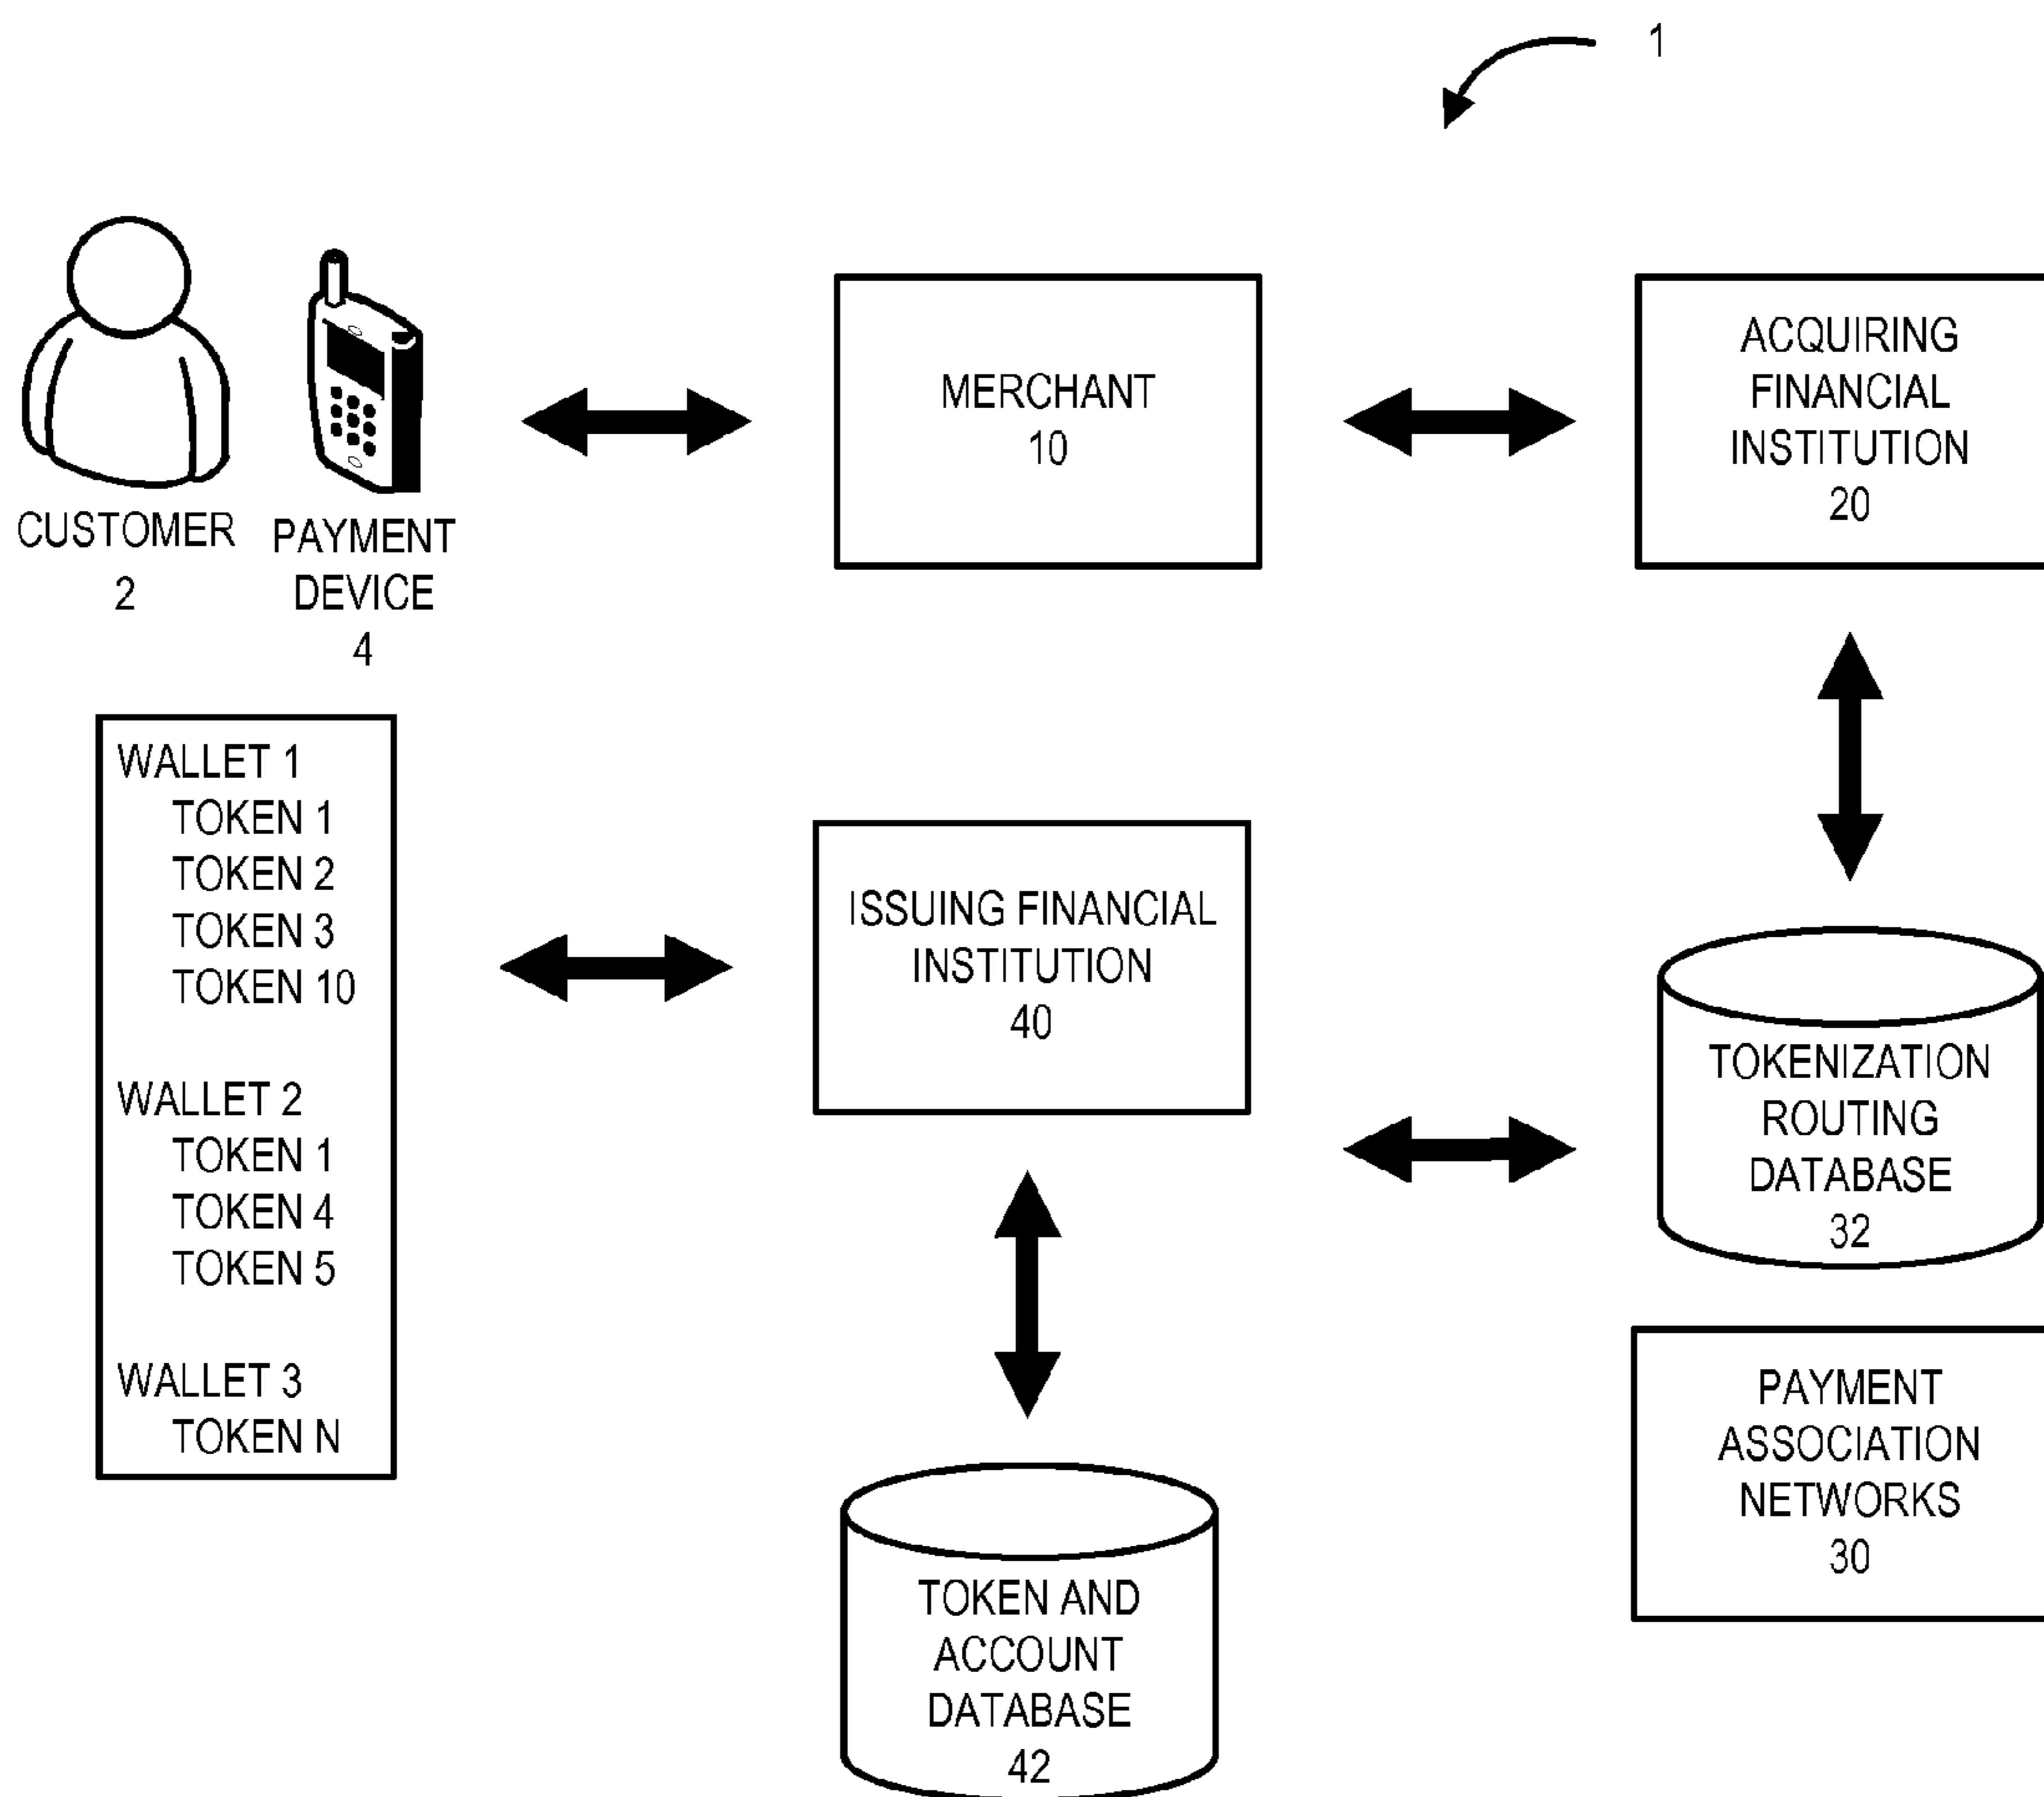 1
CUSTOMER
2
PAYMENT
DEVICE
4
MERCHANT
10
ACQUIRING
FINANCIAL
INSTITUTION
20
WALLET 1
TOKEN 1
TOKEN 2
TOKEN 3
TOKEN 10
WALLET 2
TOKEN 1
TOKEN 4
TOKEN 5
WALLET 3
TOKEN N
ISSUING FINANCIAL
INSTITUTION
40
TOKENIZATION
ROUTING
DATABASE
32
PAYMENT
ASSOCIATION
NETWORKS
30
TOKEN AND
ACCOUNT
DATABASE
42